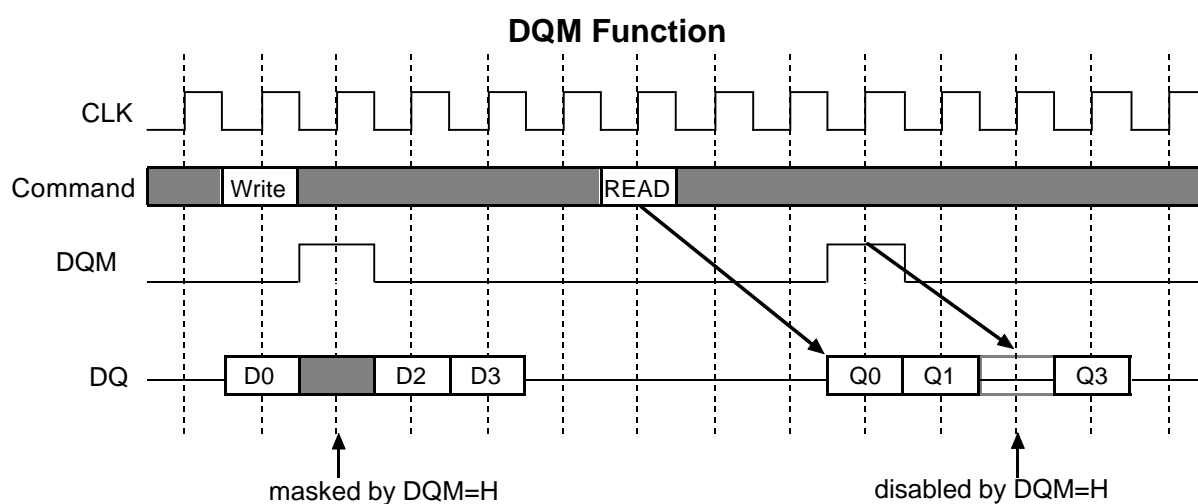 DQM Function
CLK
Command Write READ
DQM
DQ D0 D2 D3 Q0 Q1 Q3
masked by DQM=H disabled by DQM=H